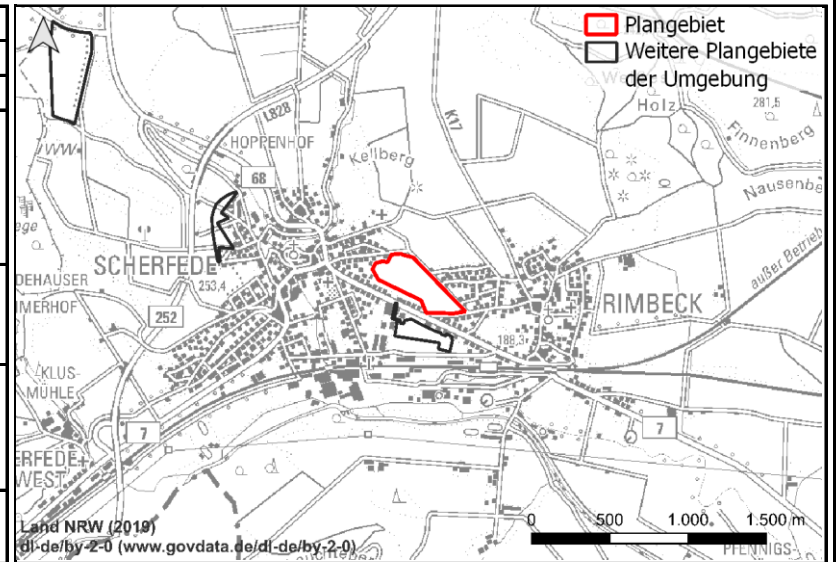 Plangebiet
Weitere Plangebiete
der Umgebung
Holz
281,5
Finnenberg
L828
K17
HOPPENHOF
WW
Kellberg
68
Nausenbe
SCHERFEDE
253,4
außer Betrieb
DEHAUSER
MERHOF
252
RIMBECK
188,3
KLUS-
MÜHLE
7
7
ERFEDE
WEST
Land NRW (2019)
dl-de/by-2-0 (www.govdata.de/dl-de/by-2-0)
0 500 1.000 1.500 m
PFENNIGS-